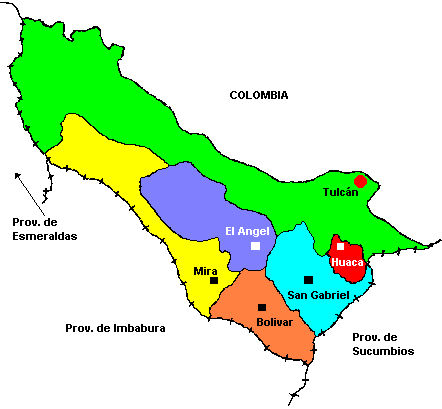 COLOMBIA
Tulcán
Prov. de
Esmeraldas
El Angel
Huaca
Mira
San Gabriel
Bolivar
Prov. de Imbabura
Prov. de
Sucumbios